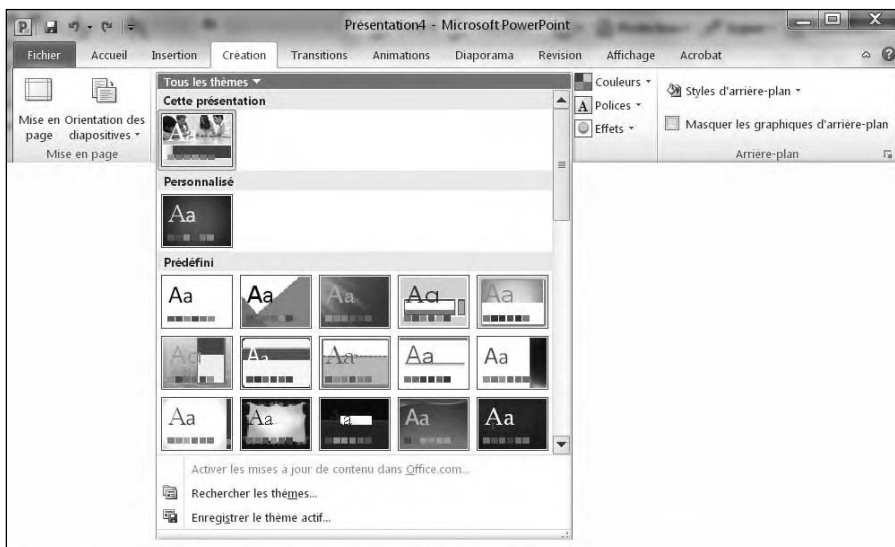 Présentation4 - Microsoft PowerPoint
Fichier Accueil Insertion Création Transitions Animations Diaporama Révision Affichage Acrobat
Mise en page
Orientation des diapositives
Mise en page
Tous les thèmes
Cette présentation
Aa
Personnalisé
Aa
Prédéfini
Aa Aa Aa Aa Aa
Aa Aa Aa Aa Aa
Aa Aa a Aa Aa
Activer les mises à jour de contenu dans Office.com...
Rechercher les thèmes...
Enregistrer le thème actif...
Couleurs
A Polices
Effets
Styles d'arrière-plan
Masquer les graphiques d'arrière-plan
Arrière-plan